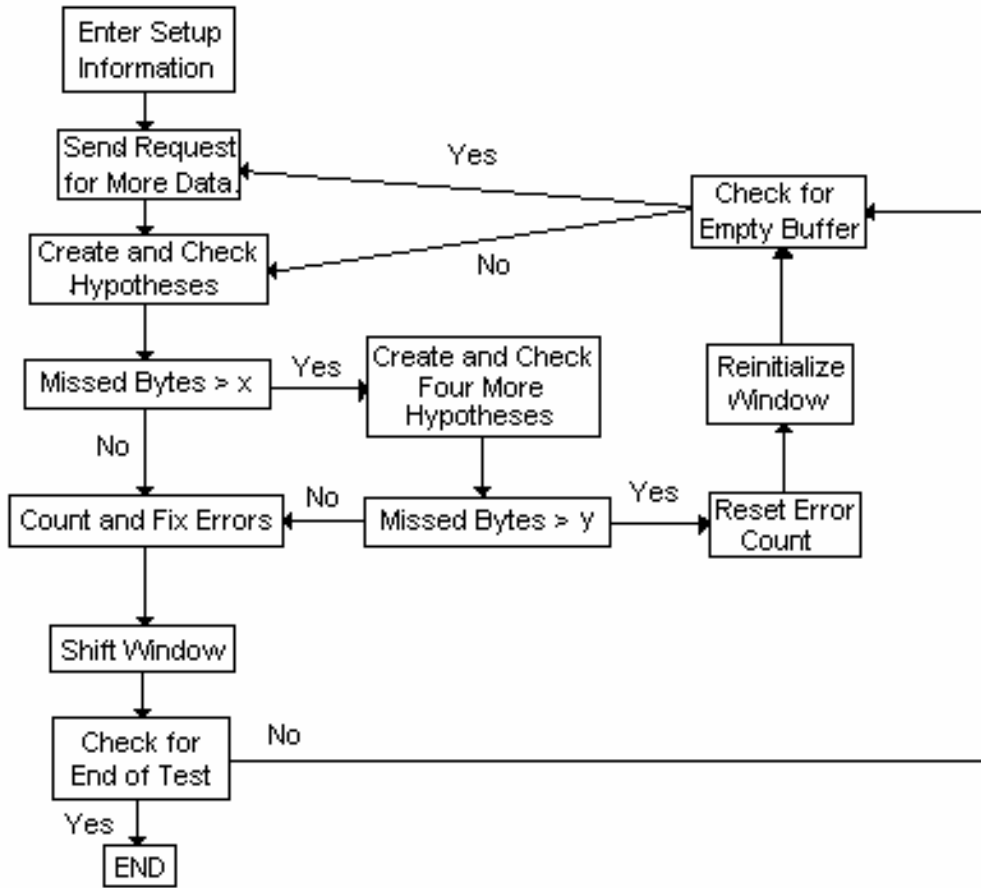 Enter Setup
Information
Send Request
for More Data.
Yes
Check for
Empty Buffer
Create and Check
.Hypotheses
No
Missed Bytes > x
Yes
Create and Check
Four More
Hypotheses
Reinitialize
Window
No
Count and Fix Errors
No
Missed Bytes > y
Yes
Reset Error
Count
Shift Window
Check for
End of Test
No
Yes
END